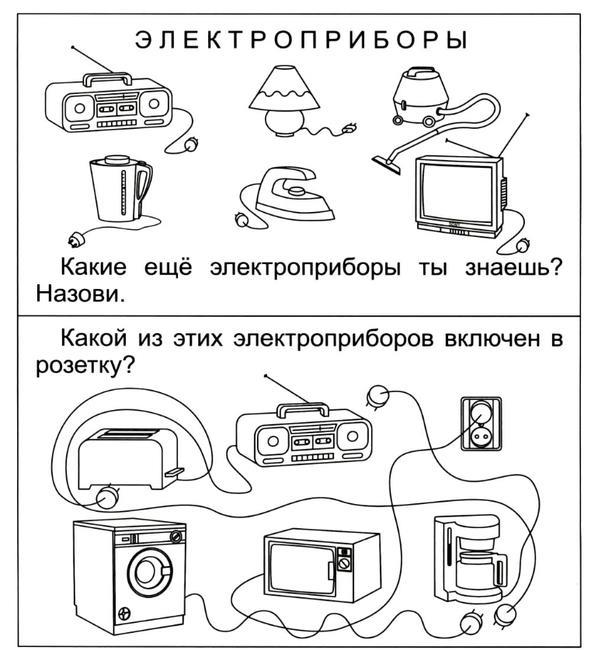 ЭЛЕКТРОПРИБОРЫ
Какие ещё электроприборы ты знаешь?
Назови.
Какой из этих электроприборов включен в
розетку?